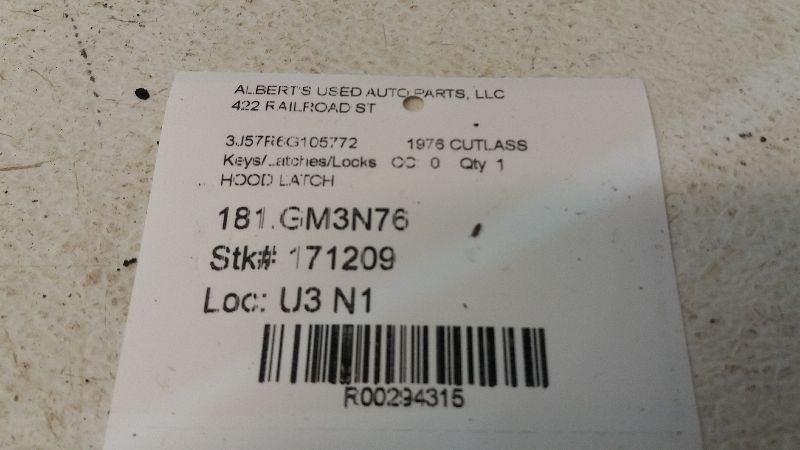 ALBERT'S USED AUTO PARTS, LLC
422 RAILROAD ST
3J57R6G105772 1976 CUTLASS
Keys/Latches/Locks CC: 0 Qty 1
HOOD LATCH
181.GM3N76
Stk# 171209
Loc: U3 N1
R00294315